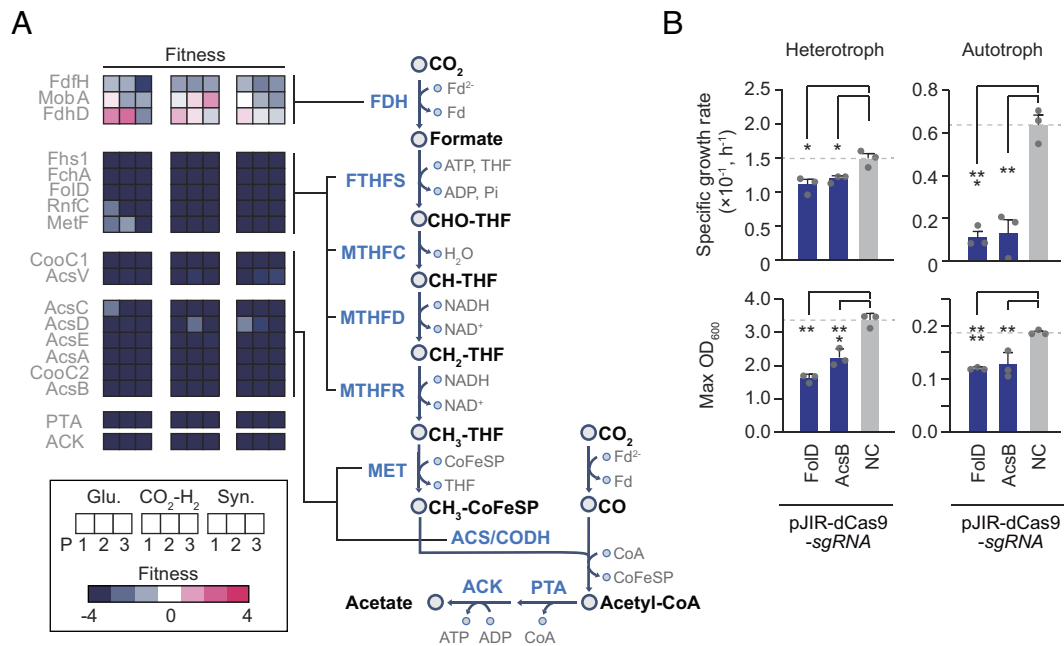 A
Fitness
FdfH
MobA
FdhD
Fhs1
FchA
FolD
RnfC
MetF
CooC1
AcsV
AcsC
AcsD
AcsE
AcsA
CooC2
AcsB
PTA
ACK
Glu. CO₂-H₂ Syn.
P 1 2 3 1 2 3 1 2 3
Fitness
-4 0 4
CO₂
Fd²⁻
FDH
Fd
Formate
ATP, THF
FTHFS
ADP, Pi
CHO-THF
MTHFC
H₂O
CH-THF
NADH
MTHFD
NAD⁺
CH₂-THF
NADH
MTHFR
NAD⁺
CH₃-THF
CoFeSP
MET
THF
CH₃-CoFeSP
ACS/CODH
CO₂
Fd²⁻
Fd
CO
CoA
CoFeSP
Acetate ACK PTA Acetyl-CoA
ATP ADP CoA
B
Heterotroph Autotroph
Specific growth rate
(×10⁻¹, h⁻¹)
2.5
2.0
1.5
1.0
0.5
0
* *
0.8
0.6
0.4
0.2
0
** **
*
Max OD₆₀₀
4.0
3.0
2.0
1.0
0.0
** **
*
0.2
0.1
0.0
** **
**
FolD AcsB NC
FolD AcsB NC
pJIR-dCas9
-sgRNA
pJIR-dCas9
-sgRNA